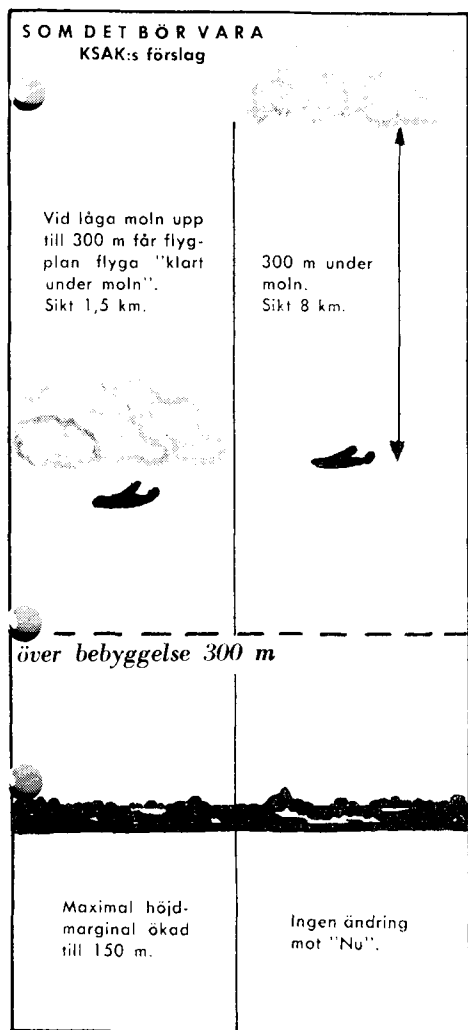 SOM DET BÖR VARA
KSAK:s förslag
Vid låga moln upp
till 300 m får flyg-
plan flyga "klart
under moln".
Sikt 1,5 km.
300 m under
moln.
Sikt 8 km.
över bebyggelse 300 m
Maximal höjd-
marginal ökad
till 150 m.
Ingen ändring
mot "Nu".